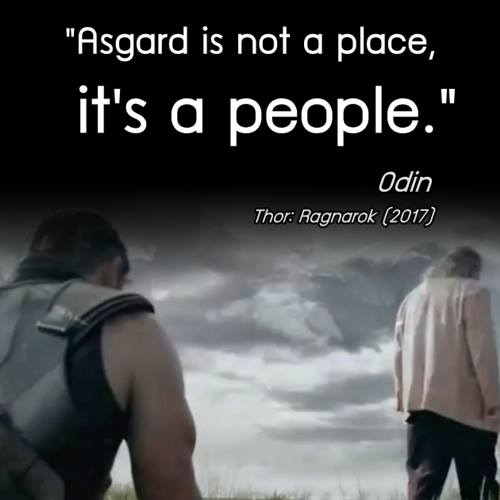 "Asgard is not a place,
it's a people."
Odin
Thor: Ragnarok (2017)